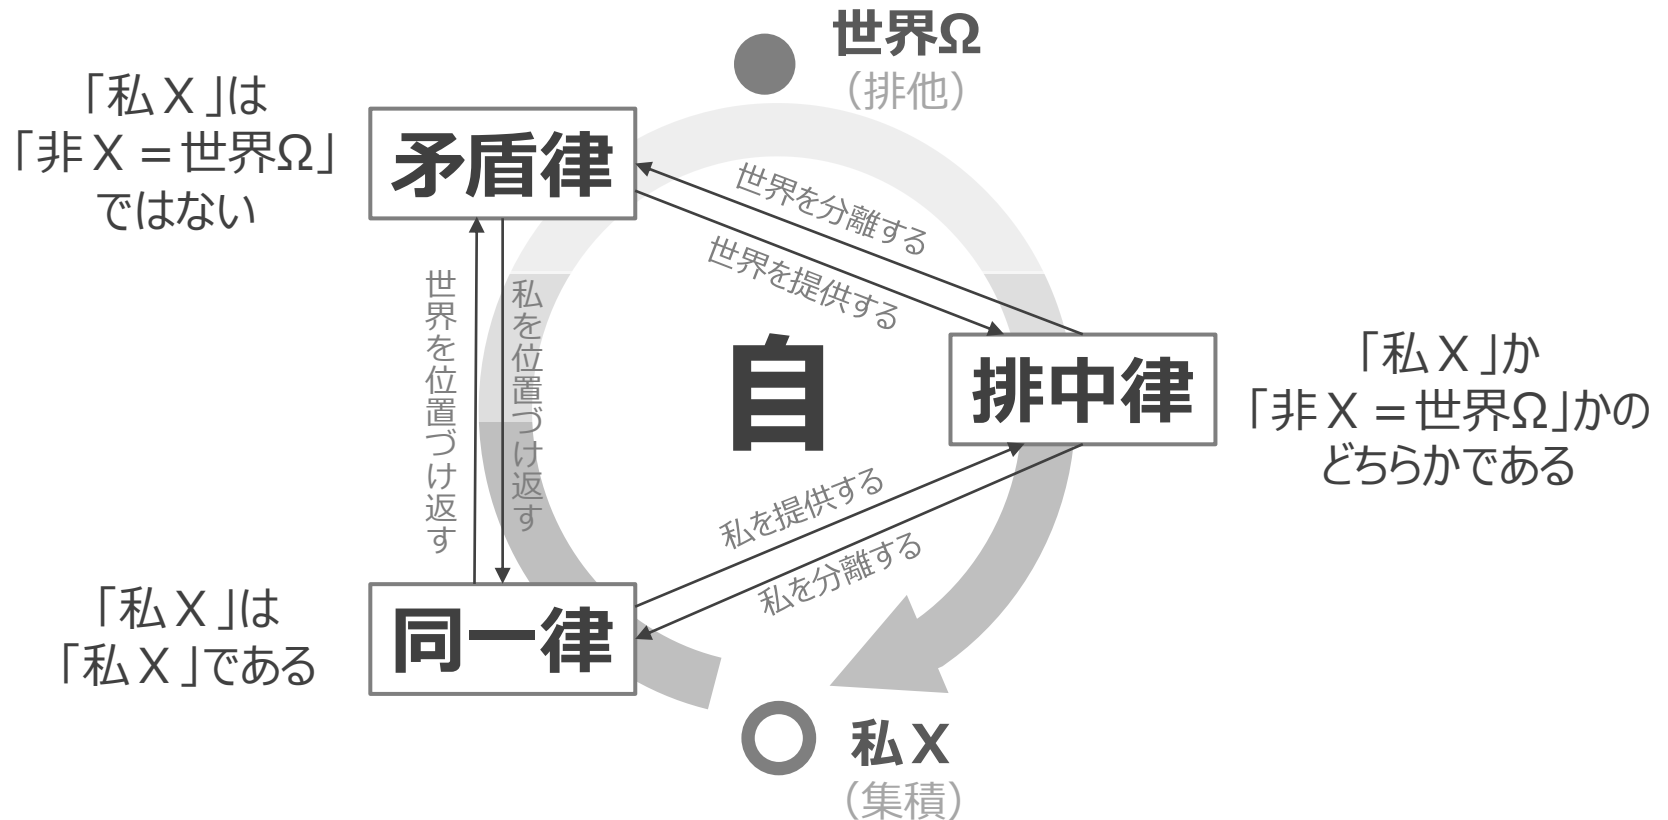 世界Ω
（排他）
「私Ｘ」は
「非Ｘ＝世界Ω」
ではない
矛盾律
世界を分離する
世界を提供する
世界を位置づけ返す
私を位置づけ返す
自
排中律
「私Ｘ」か
「非Ｘ＝世界Ω」かの
どちらかである
私を提供する
私を分離する
「私Ｘ」は
「私Ｘ」である
同一律
私Ｘ
（集積）